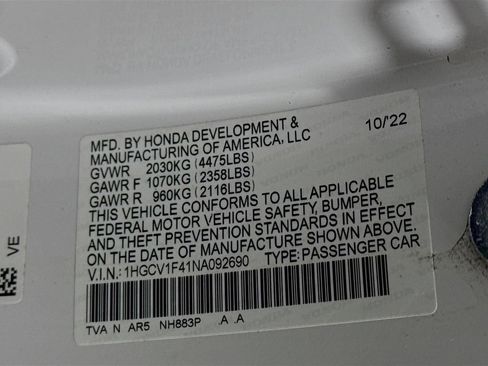 MFD. BY HONDA DEVELOPMENT &
MANUFACTURING OF AMERICA, LLC 10/22
GVWR 2030KG (4475LBS)
GAWR F 1070KG (2358LBS)
GAWR R 960KG (2116LBS)
THIS VEHICLE CONFORMS TO ALL APPLICABLE
FEDERAL MOTOR VEHICLE SAFETY, BUMPER,
AND THEFT PREVENTION STANDARDS IN EFFECT
ON THE DATE OF MANUFACTURE SHOWN ABOVE.
V.I.N.: 1HGCV1F41NA092690 TYPE: PASSENGER CAR
TVA N AR5 NH883P .A .A
VE